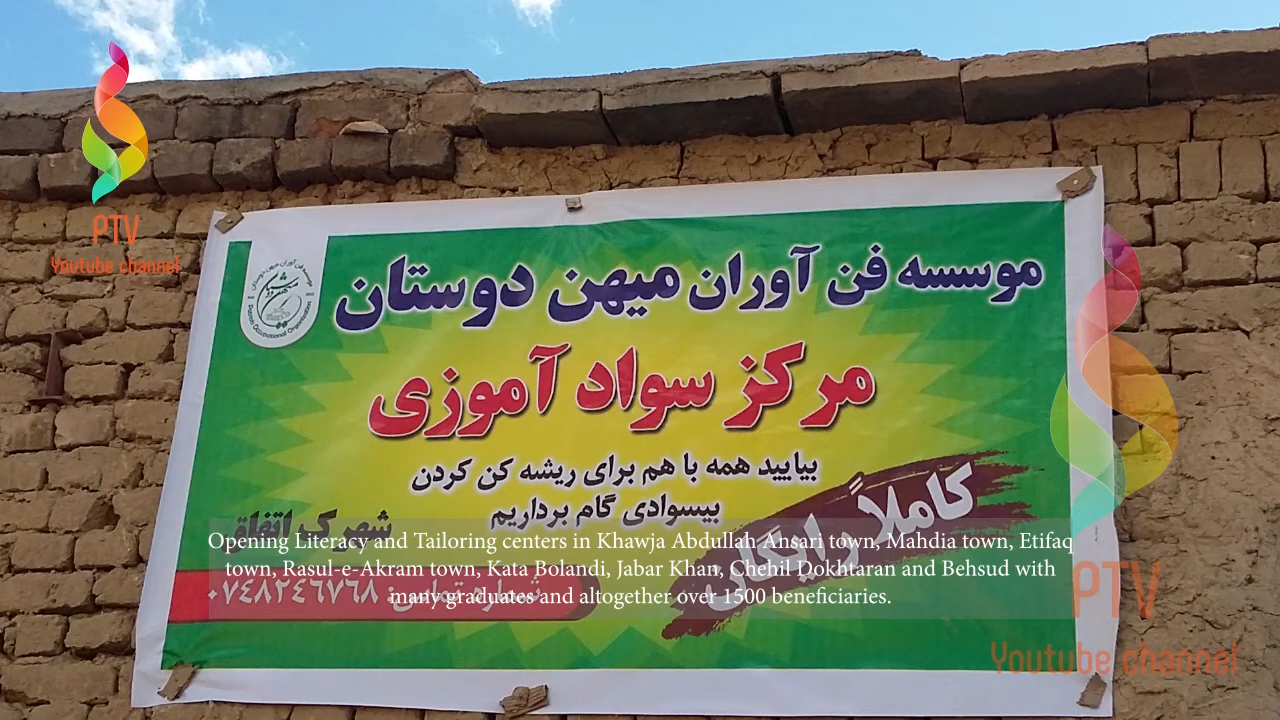 PTV
Youtube channel
موسسه فن آوران میهن دوستان
مرکز سواد آموزی
بیایید همه با هم برای ریشه کن کردن
بیسوادی گام برداریم
کاملاً رایگان
شهرک اتفاق
شماره تماس: ۰۷۴۸۲۴۶۷۶۸
Opening Literacy and Tailoring centers in Khawja Abdullah Ansari town, Mahdia town, Etifaq
town, Rasul-e-Akram town, Kata Bolandi, Jabar Khan, Chehil Dokhtaran and Behsud with
many graduates and altogether over 1500 beneficiaries.
PTV
Youtube channel